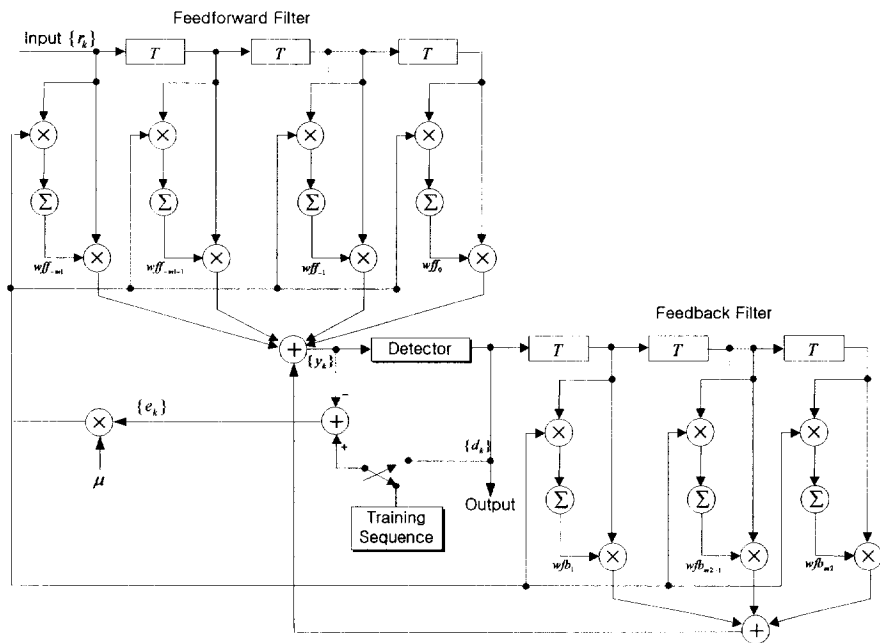 Feedforward Filter
Input {r_k}
T T T
× × × ×
Σ Σ Σ Σ
× × × ×
wff_-m1 wff_-m1-1 wff_-1 wff_0
Feedback Filter
+ {y_k} Detector T T T
−
{e_k} + {d_k}
× +
μ
Output
Training
Sequence
× × ×
Σ Σ Σ
× × ×
wfb_1 wfb_m2-1 wfb_m2
+